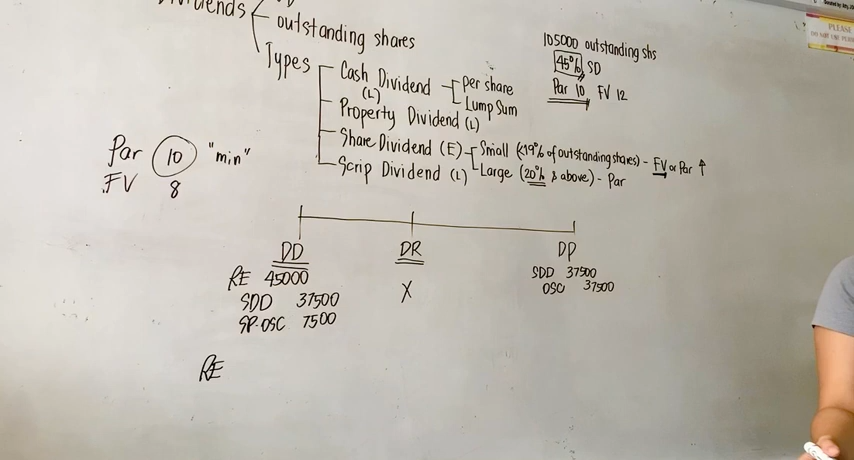 Dividends
outstanding shares
Types
Cash Dividend
(L)
Per share
Lump Sum
Property Dividend (L)
Share Dividend (E)
Small (<19% of outstanding shares) - FV or Par ↑
Large (20% & above) - Par
Scrip Dividend (L)
105000 outstanding shs
45% SD
Par 10 FV 12
Par 10 "min"
FV 8
DD
RE 45000
SDD 37500
SP-OSC 7500
DR
X
DP
SDD 37500
OSC 37500
RE
PLEASE